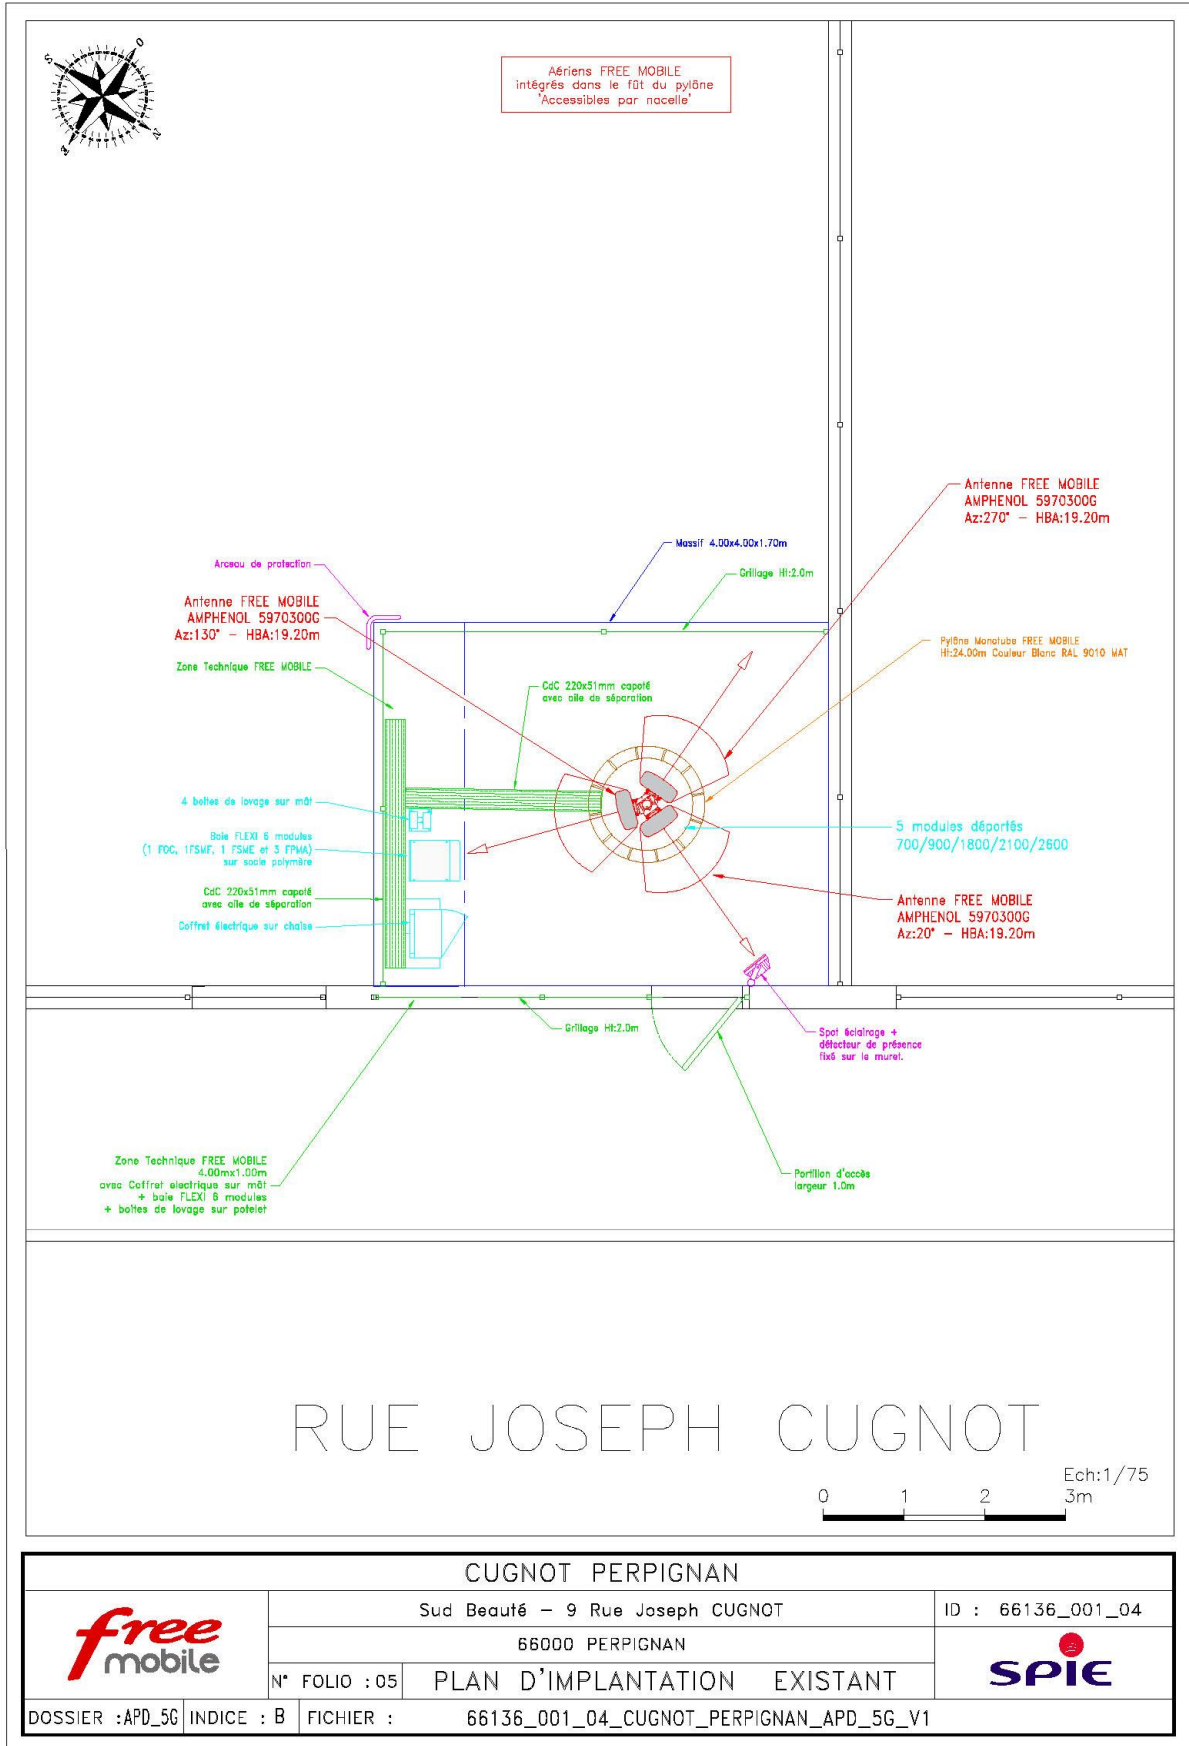 S
O
E
N
Aériens FREE MOBILE
intégrés dans le fût du pylône
'Accessibles par nacelle'
Antenne FREE MOBILE
AMPHENOL 5970300G
Az:270° - HBA:19.20m
Massif 4.00x4.00x1.70m
Grillage Ht:2.0m
Arceau de protection
Antenne FREE MOBILE
AMPHENOL 5970300G
Az:130° - HBA:19.20m
Pylône Monotube FREE MOBILE
Ht:24.00m Couleur Blanc RAL 9010 MAT
Zone Technique FREE MOBILE
CdC 220x51mm capoté
avec aile de séparation
4 boites de lovage sur mât
Baie FLEXI 6 modules
(1 FDC, 1FSMF, 1 FSME et 3 FPMA)
sur socle polymère
5 modules déportés
700/900/1800/2100/2600
CdC 220x51mm capoté
avec aile de séparation
Coffret électrique sur chaise
Antenne FREE MOBILE
AMPHENOL 5970300G
Az:20° - HBA:19.20m
Grillage Ht:2.0m
Spot éclairage +
détecteur de présence
fixé sur le muret.
Zone Technique FREE MOBILE
4.00mx1.00m
avec Coffret electrique sur mât
+ baie FLEXI 6 modules
+ boîtes de lovage sur potelet
Portillon d'accès
largeur 1.0m
RUE JOSEPH CUGNOT
Ech:1/75
0 1 2 3m
CUGNOT PERPIGNAN
free
mobile
Sud Beauté - 9 Rue Joseph CUGNOT
ID : 66136_001_04
66000 PERPIGNAN
SPIE
N° FOLIO :05
PLAN D'IMPLANTATION EXISTANT
DOSSIER :APD_5G
INDICE : B
FICHIER :
66136_001_04_CUGNOT_PERPIGNAN_APD_5G_V1